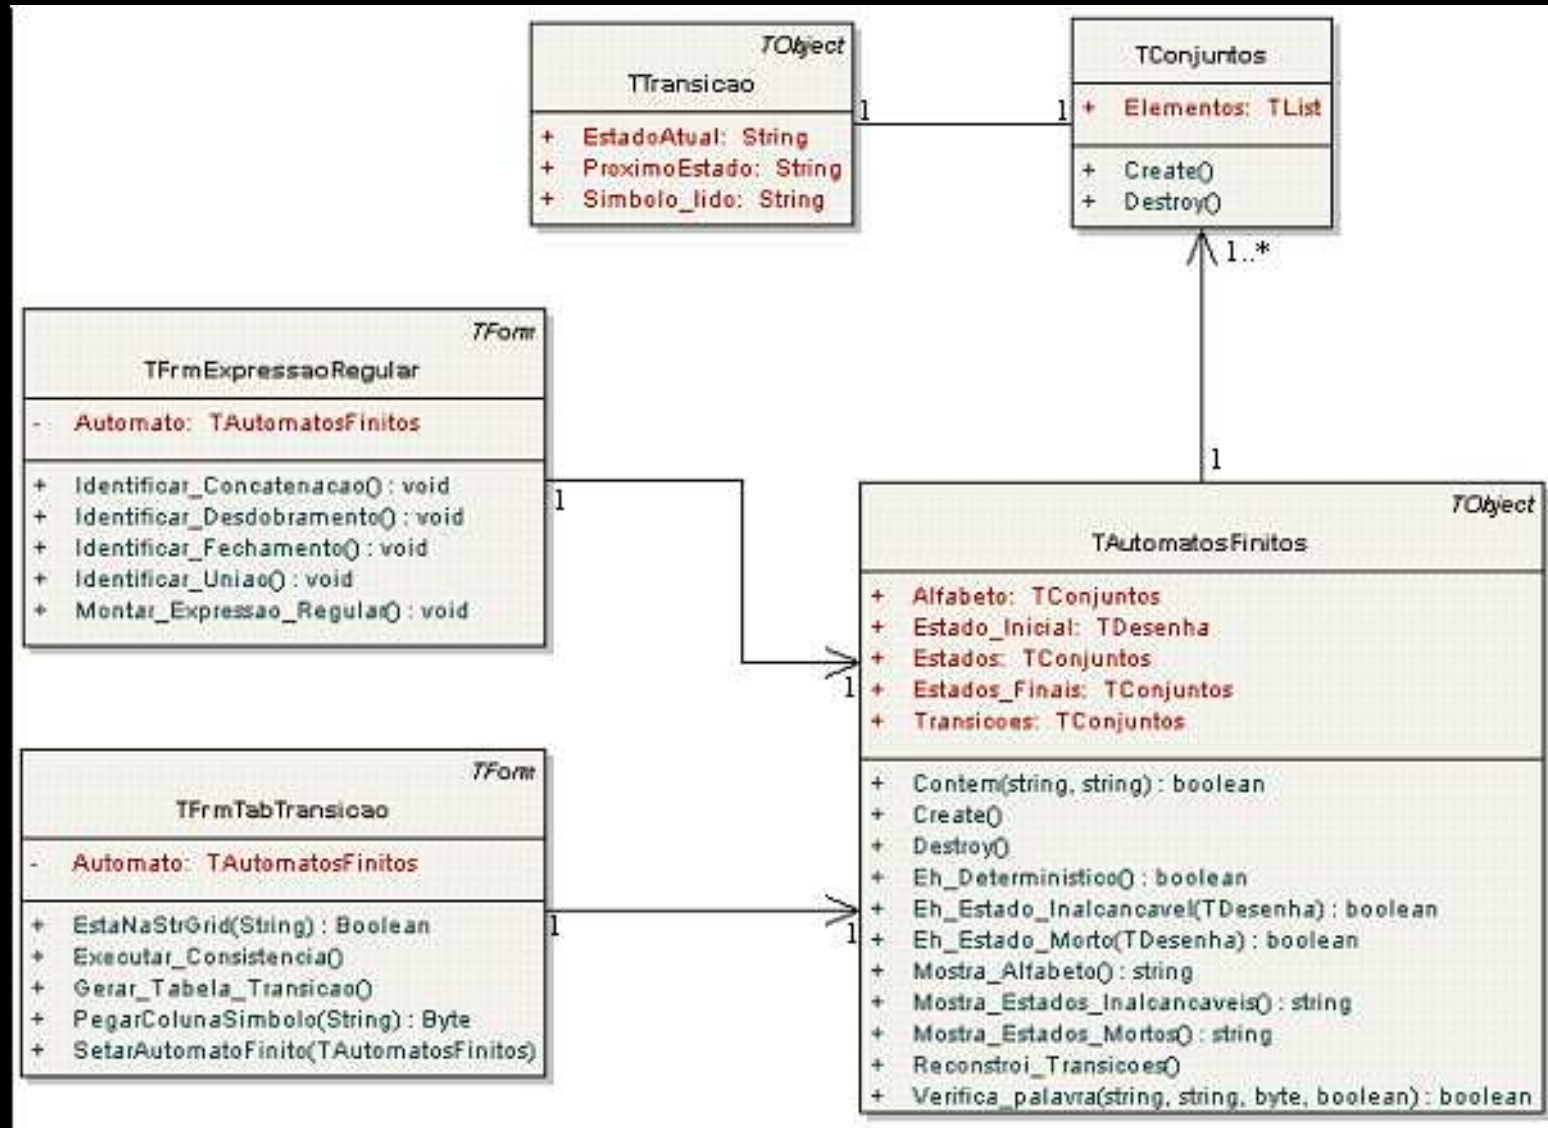 TObject
TTransicao
+ EstadoAtual: String
+ ProximoEstado: String
+ Simbolo_lido: String
1
1
TConjuntos
+ Elementos: TList
+ Create()
+ Destroy()
1..*
1
TForm
TFrmExpressaoRegular
- Automato: TAutomatosFinitos
+ Identificar_Concatenacao() : void
+ Identificar_Desdobramento() : void
+ Identificar_Fechamento() : void
+ Identificar_Uniao() : void
+ Montar_Expressao_Regular() : void
1
1
TForm
TFrmTabTransicao
- Automato: TAutomatosFinitos
+ EstaNaStrGrid(String) : Boolean
+ Executar_Consistencia()
+ Gerar_Tabela_Transicao()
+ PegarColunaSimbolo(String) : Byte
+ SetarAutomatoFinito(TAutomatosFinitos)
1
1
TObject
TAutomatosFinitos
+ Alfabeto: TConjuntos
+ Estado_Inicial: TDesenha
+ Estados: TConjuntos
+ Estados_Finais: TConjuntos
+ Transicoes: TConjuntos
+ Contem(string, string) : boolean
+ Create()
+ Destroy()
+ Eh_Deterministico() : boolean
+ Eh_Estado_Inalcancavel(TDesenha) : boolean
+ Eh_Estado_Morto(TDesenha) : boolean
+ Mostra_Alfabeto() : string
+ Mostra_Estados_Inalcancaveis() : string
+ Mostra_Estados_Mortos() : string
+ Reconstroi_Transicoes()
+ Verifica_palavra(string, string, byte, boolean) : boolean